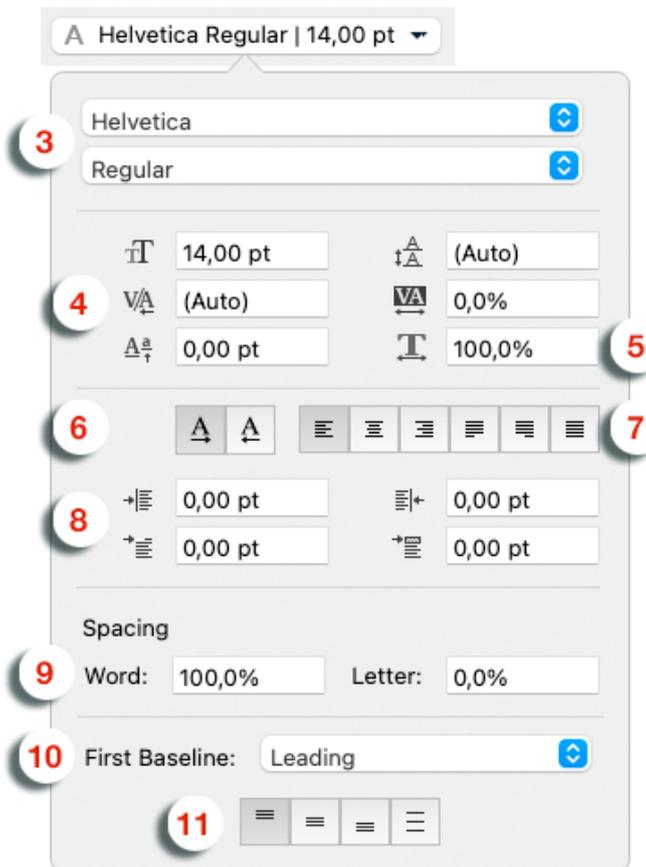 A Helvetica Regular | 14,00 pt
3
Helvetica
Regular
14,00 pt (Auto)
4 (Auto) 0,0%
0,00 pt 100,0% 5
6 7
8 0,00 pt 0,00 pt
0,00 pt 0,00 pt
Spacing
9 Word: 100,0% Letter: 0,0%
10 First Baseline: Leading
11